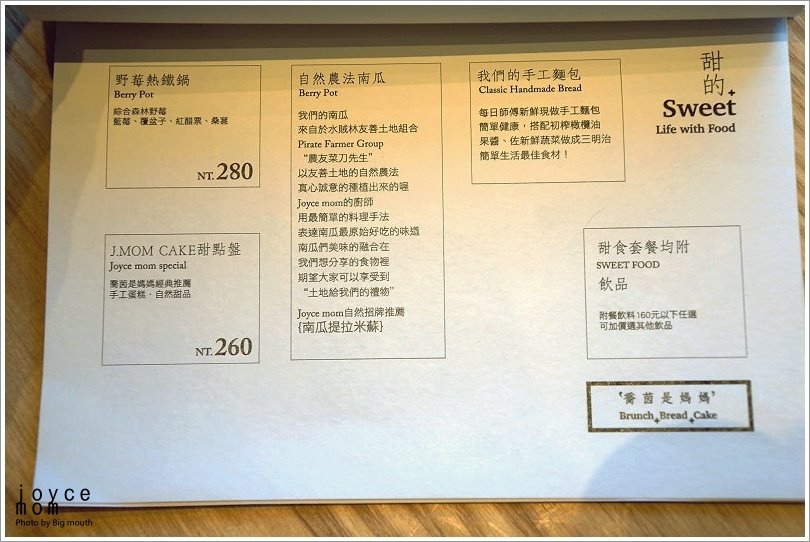 野莓熱鐵鍋
Berry Pot
綜合森林野莓
藍莓、覆盆子、紅醋票、桑葚
NT. 280
J.MOM CAKE甜點盤
Joyce mom special
喬茵是媽媽經典推薦
手工蛋糕．自然甜品
NT. 260
自然農法南瓜
Berry Pot
我們的南瓜
來自於水賊林友善土地組合
Pirate Farmer Group
“農友菜刀先生”
以友善土地的自然農法
真心誠意的種植出來的喔
Joyce mom的廚師
用最簡單的料理手法
表達南瓜最原始好吃的味道
南瓜們美味的融合在
我們想分享的食物裡
期望大家可以享受到
“土地給我們的禮物”
Joyce mom自然招牌推薦
{南瓜提拉米蘇}
我們的手工麵包
Classic Handmade Bread
每日師傅新鮮現做手工麵包
簡單健康，搭配初榨橄欖油
果醬、佐新鮮蔬菜做成三明治
簡單生活最佳食材！
甜的
Sweet
Life with Food
甜食套餐均附
SWEET FOOD
飲品
附餐飲料160元以下任選
可加價選其他飲品
‘喬茵是媽媽’
Brunch Bread Cake
joyce
mom
Photo by Big mouth